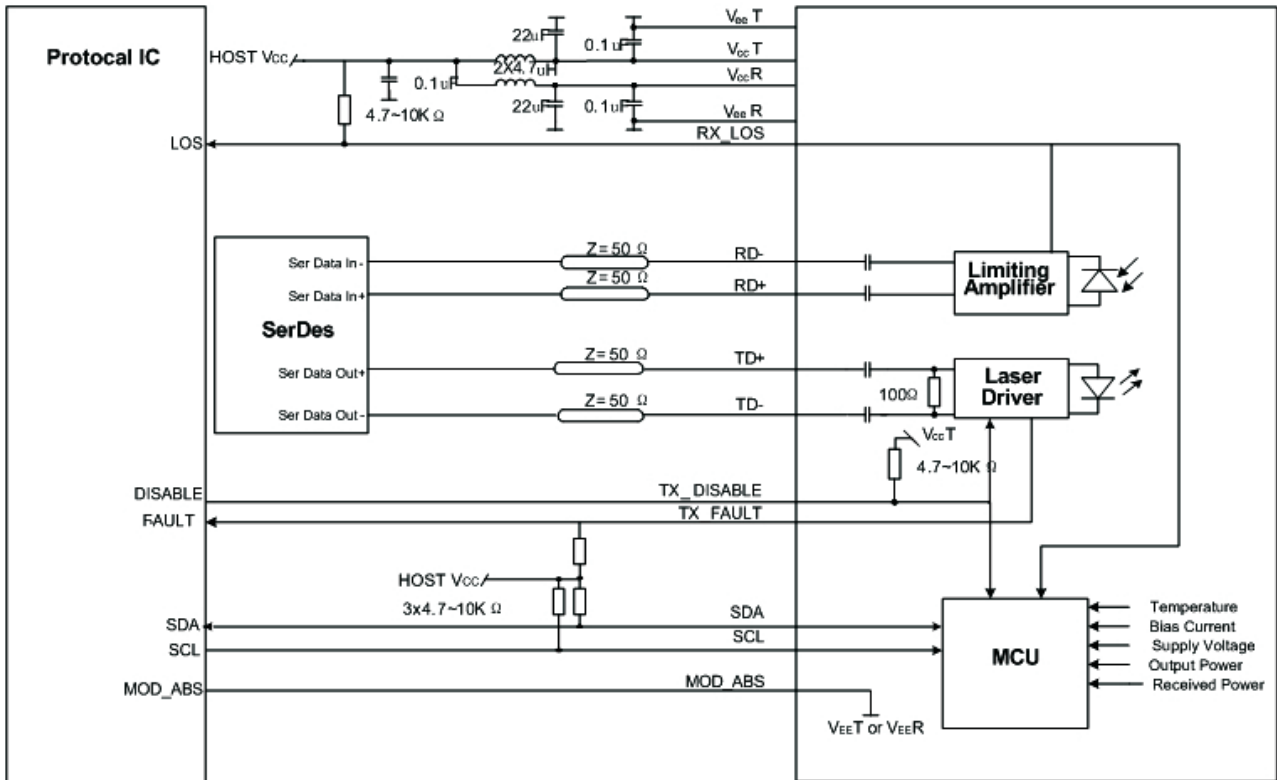 Protocal IC
HOST Vcc
22uF
0.1uF
VeeT
2X4.7uH
VccT
0.1uF
VccR
22uF
0.1uF
4.7~10K Ω
VeeR
RX_LOS
LOS
Z= 50 Ω
Ser Data In -
RD-
Limiting
Amplifier
Z= 50 Ω
Ser Data In+
RD+
SerDes
Z= 50 Ω
Ser Data Out+
TD+
Laser
Driver
100Ω
Z= 50 Ω
Ser Data Out -
TD-
VccT
4.7~10K Ω
DISABLE
TX_DISABLE
FAULT
TX_FAULT
HOST Vcc
3x4.7~10K Ω
SDA
SDA
SCL
SCL
MCU
Temperature
Bias Current
Supply Voltage
Output Power
Received Power
MOD_ABS
MOD_ABS
VEET or VEER